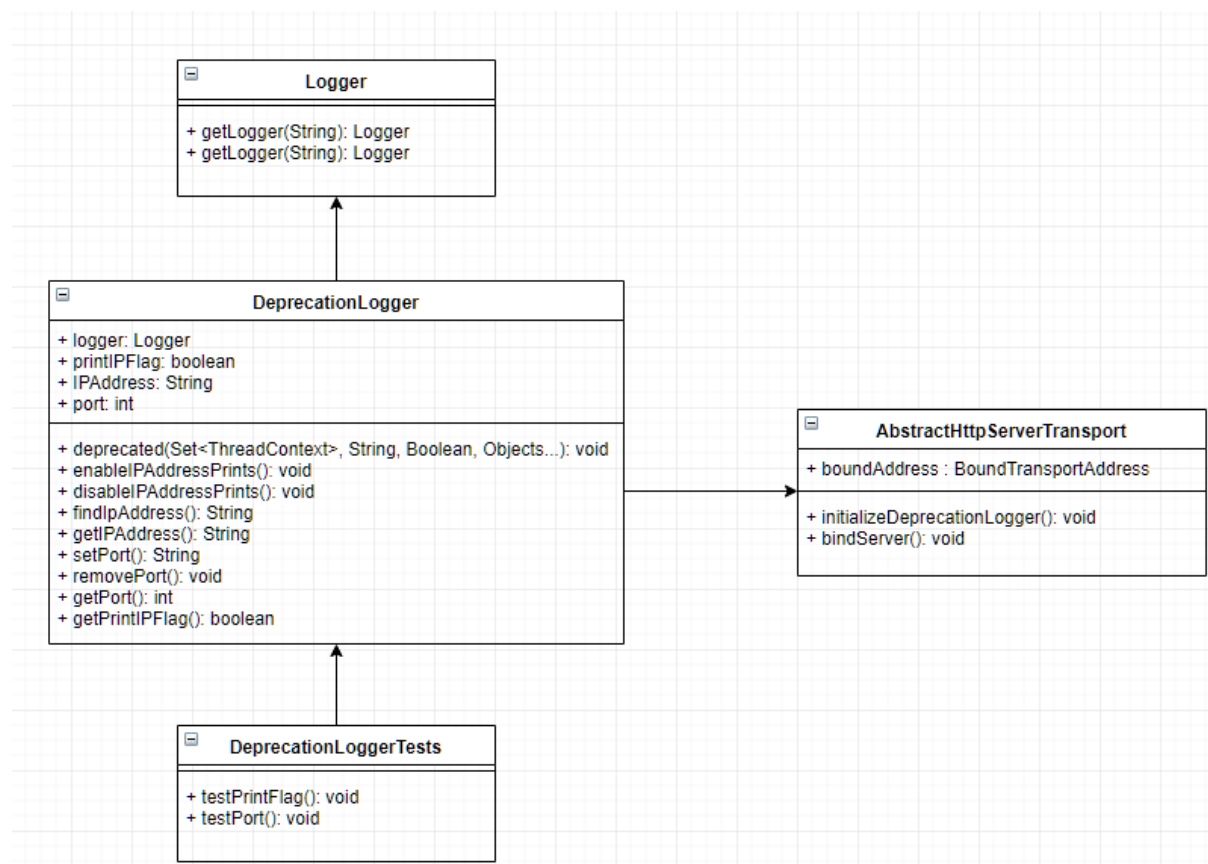 Logger
+ getLogger(String): Logger
+ getLogger(String): Logger
DeprecationLogger
+ logger: Logger
+ printIPFlag: boolean
+ IPAddress: String
+ port: int
+ deprecated(Set<ThreadContext>, String, Boolean, Objects...): void
+ enableIPAddressPrints(): void
+ disableIPAddressPrints(): void
+ findIpAddress(): String
+ getIPAddress(): String
+ setPort(): String
+ removePort(): void
+ getPort(): int
+ getPrintIPFlag(): boolean
AbstractHttpServerTransport
+ boundAddress : BoundTransportAddress
+ initializeDeprecationLogger(): void
+ bindServer(): void
DeprecationLoggerTests
+ testPrintFlag(): void
+ testPort(): void